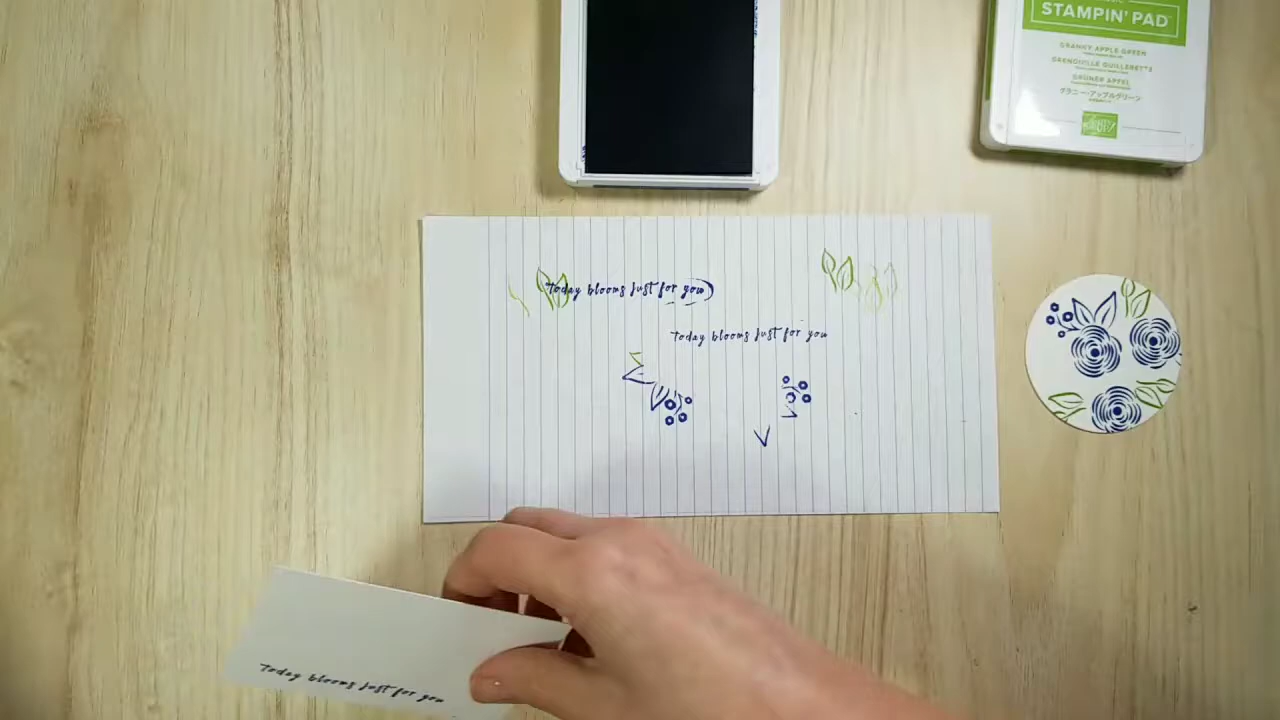 STAMPIN' PAD
GRANNY APPLE GREEN
GRENOUILLE GUILLERETTE
GRÜNER APFEL
グラニー・アップルグリーン
Today blooms just for you
Today blooms just for you
Today blooms just for you